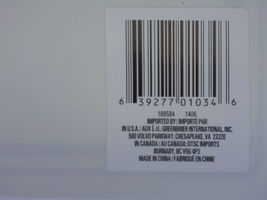 6 39277 01034 6
188594 1406
IMPORTED BY / IMPORTÉ PAR
IN U.S.A. / AUX É.U.: GREENBRIER INTERNATIONAL, INC.
500 VOLVO PARKWAY, CHESAPEAKE, VA 23320
IN CANADA / AU CANADA: DTSC IMPORTS
BURNABY, BC V5G 4P3
MADE IN CHINA / FABRIQUÉ EN CHINE